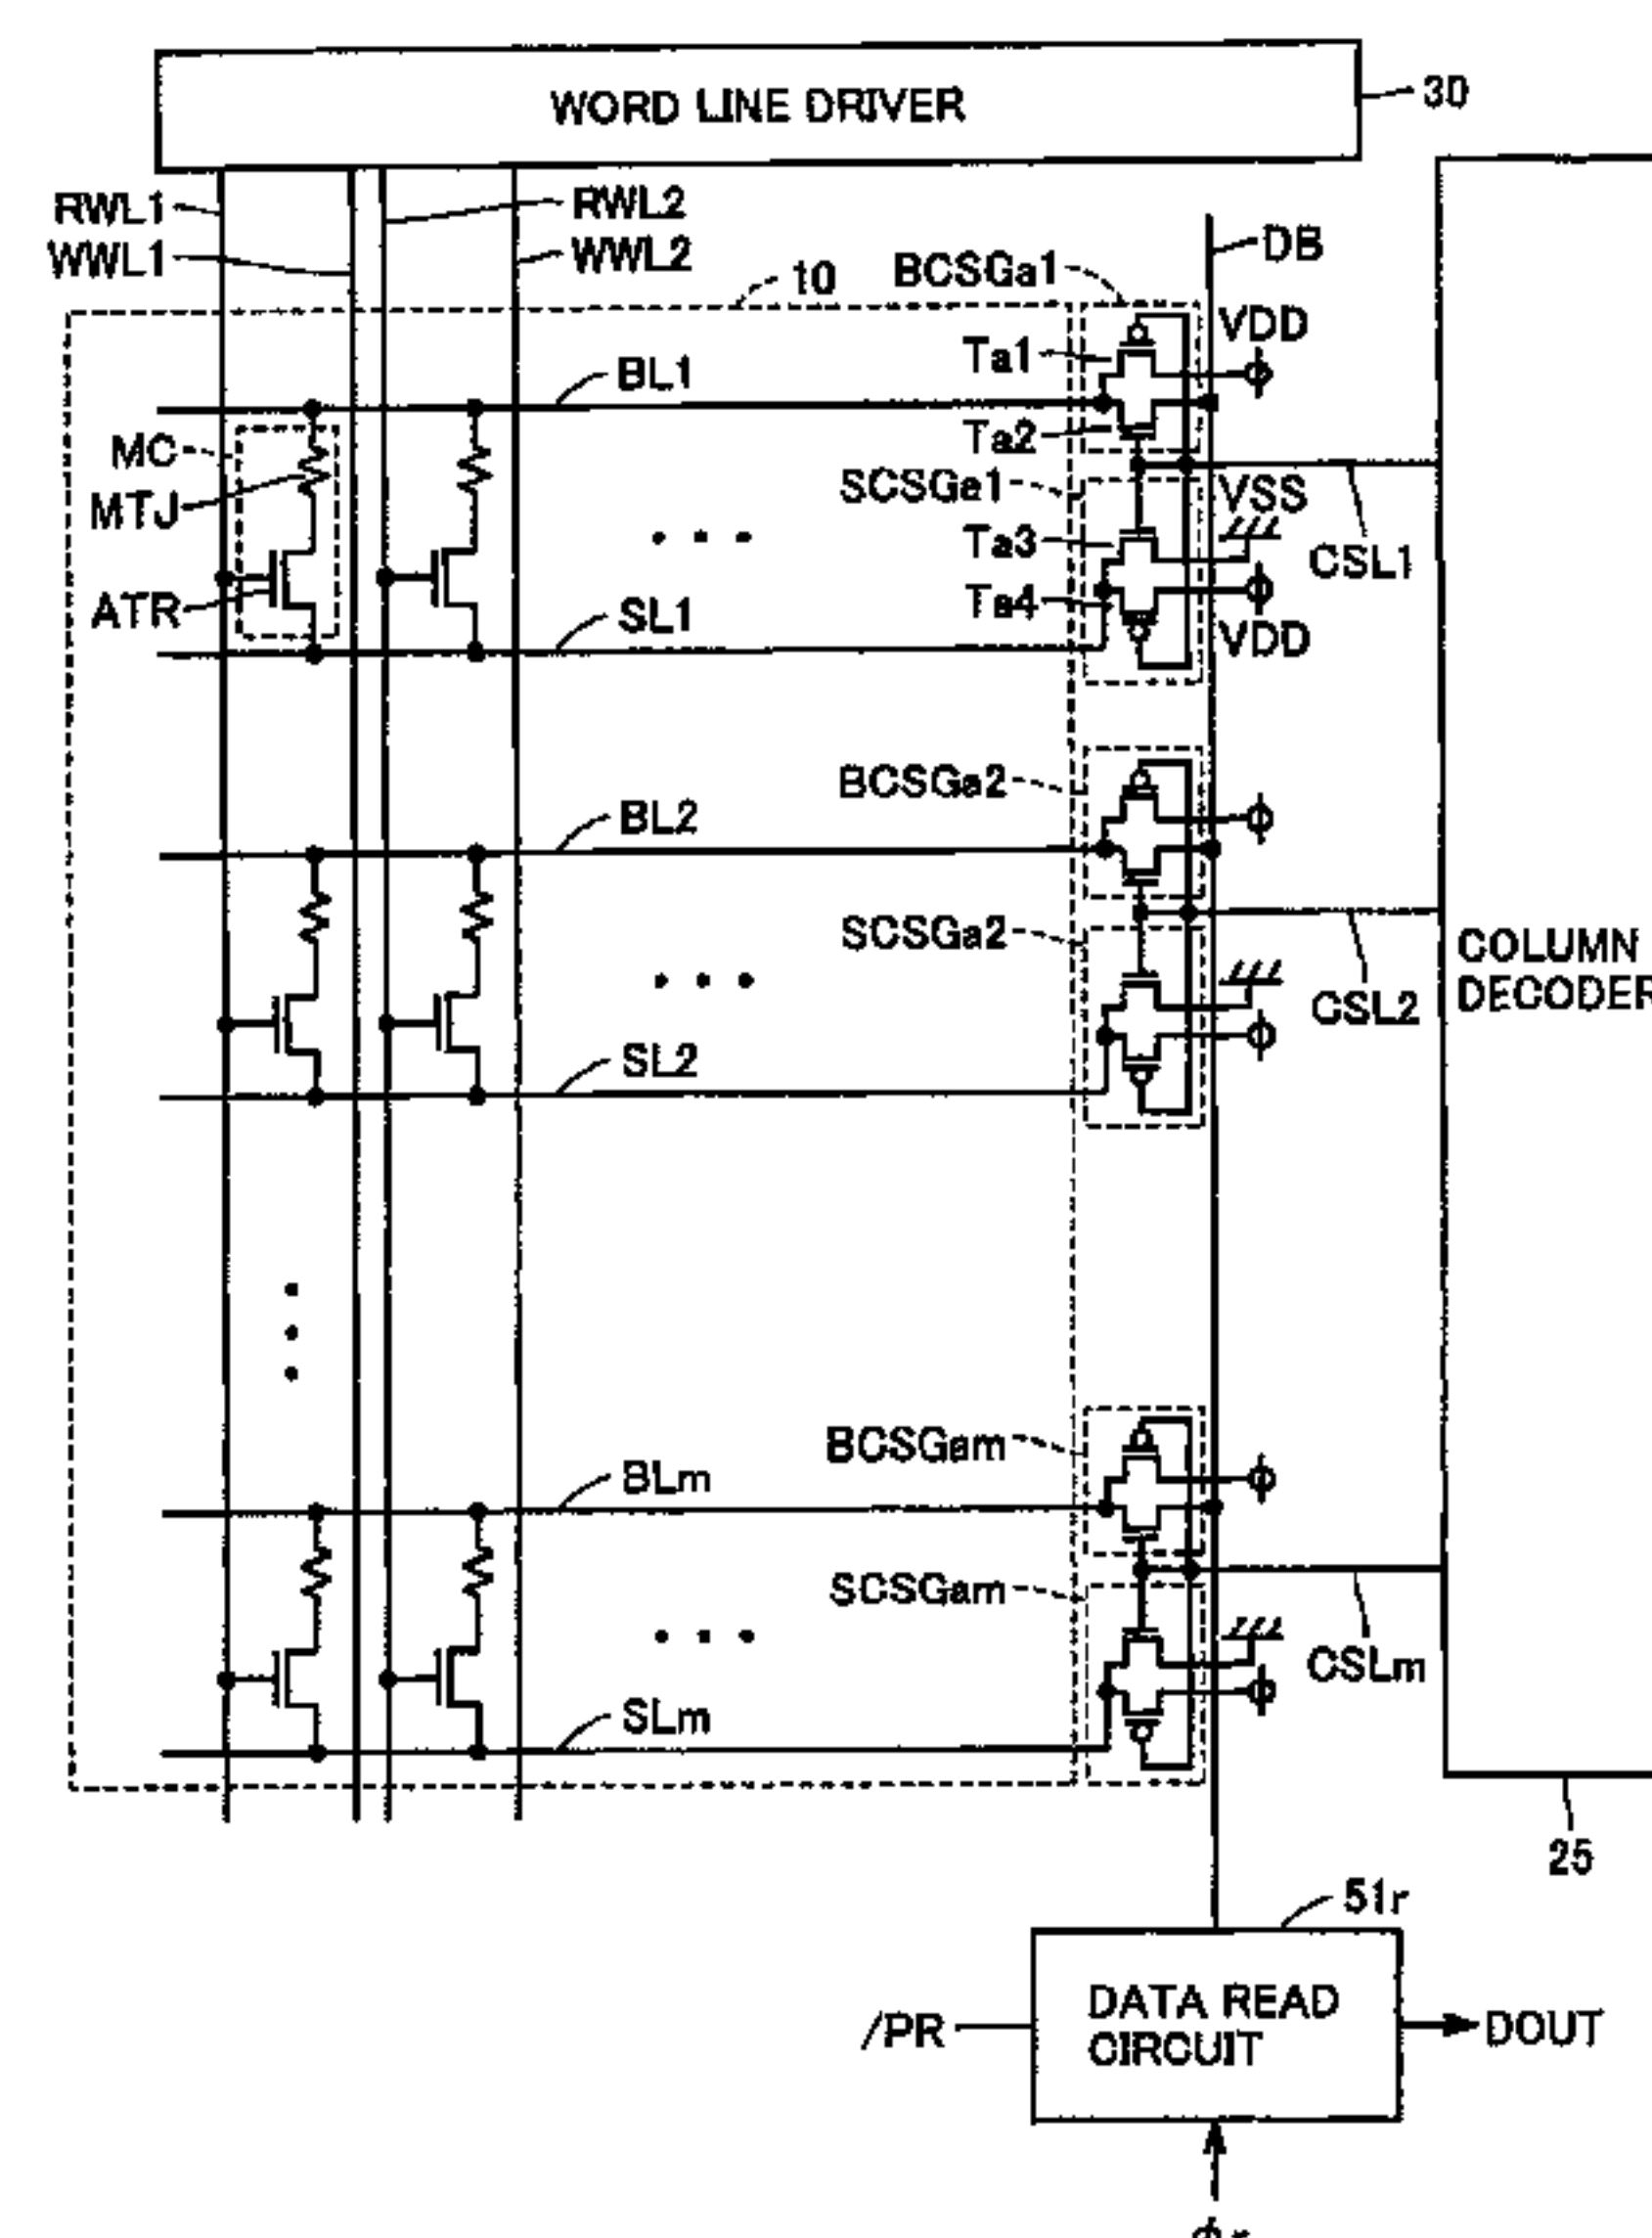 WORD LINE DRIVER
30
RWL1
WWL1
RWL2
WWL2
10
BCSGa1
DB
VDD
Ta1
BL1
Ta2
MC
MTJ
SCSGa1
VSS
Ta3
CSL1
ATR
SL1
Ta4
VDD
BCSGa2
BL2
SCSGa2
COLUMN
DECODER
CSL2
SL2
BCSGam
BLm
SCSGam
CSLm
SLm
25
51r
/PR
DATA READ
CIRCUIT
DOUT